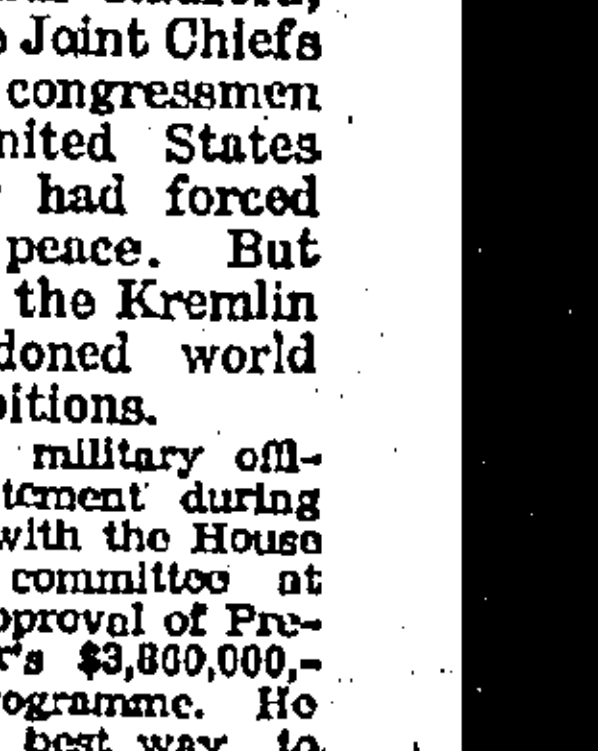 Joint Chiefs
congressmen
nited States
had forced
peace. But
the Kremlin
doned world
bitions.
military offi-
tement during
with the House
committee at
pproval of Pre-
r's $3,800,000,-
rogramme. He
best way to